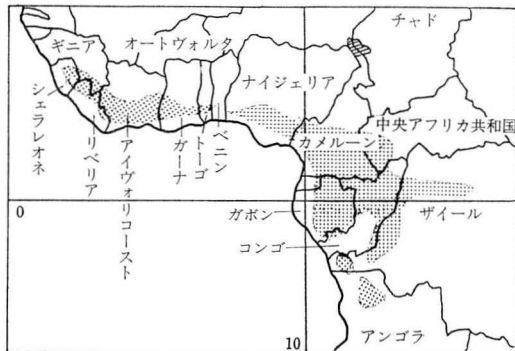 チャド
ギニア
オートヴォルタ
ナイジェリア
シェラレオネ
リベリア
アイヴォリコースト
ガーナ
トーゴ
ベニン
カメルーン
中央アフリカ共和国
0
ガボン
ザイール
コンゴ
10
アンゴラ